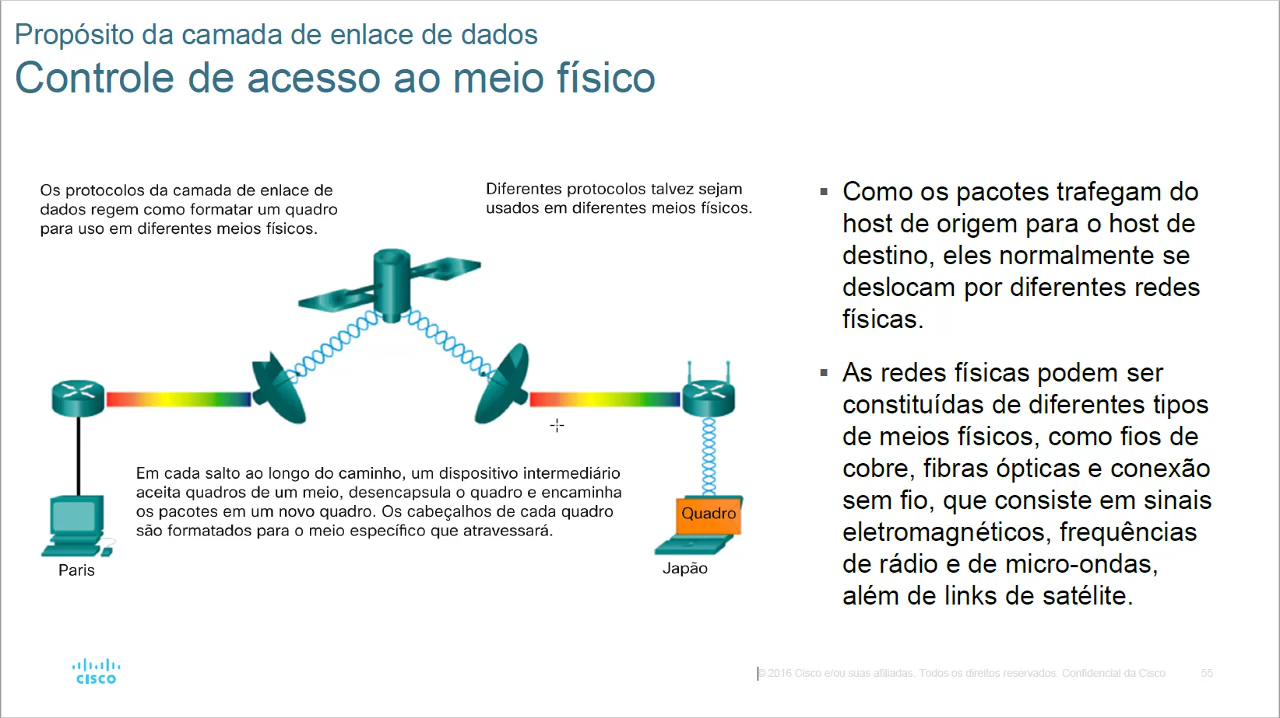 Propósito da camada de enlace de dados
Controle de acesso ao meio físico
Os protocolos da camada de enlace de
dados regem como formatar um quadro
para uso em diferentes meios físicos.
Diferentes protocolos talvez sejam
usados em diferentes meios físicos.
Em cada salto ao longo do caminho, um dispositivo intermediário
aceita quadros de um meio, desencapsula o quadro e encaminha
os pacotes em um novo quadro. Os cabeçalhos de cada quadro
são formatados para o meio específico que atravessará.
Quadro
Paris
Japão
▪ Como os pacotes trafegam do
host de origem para o host de
destino, eles normalmente se
deslocam por diferentes redes
físicas.
▪ As redes físicas podem ser
constituídas de diferentes tipos
de meios físicos, como fios de
cobre, fibras ópticas e conexão
sem fio, que consiste em sinais
eletromagnéticos, frequências
de rádio e de micro-ondas,
além de links de satélite.
CISCO
© 2016 Cisco e/ou suas afiliadas. Todos os direitos reservados. Confidencial da Cisco
55